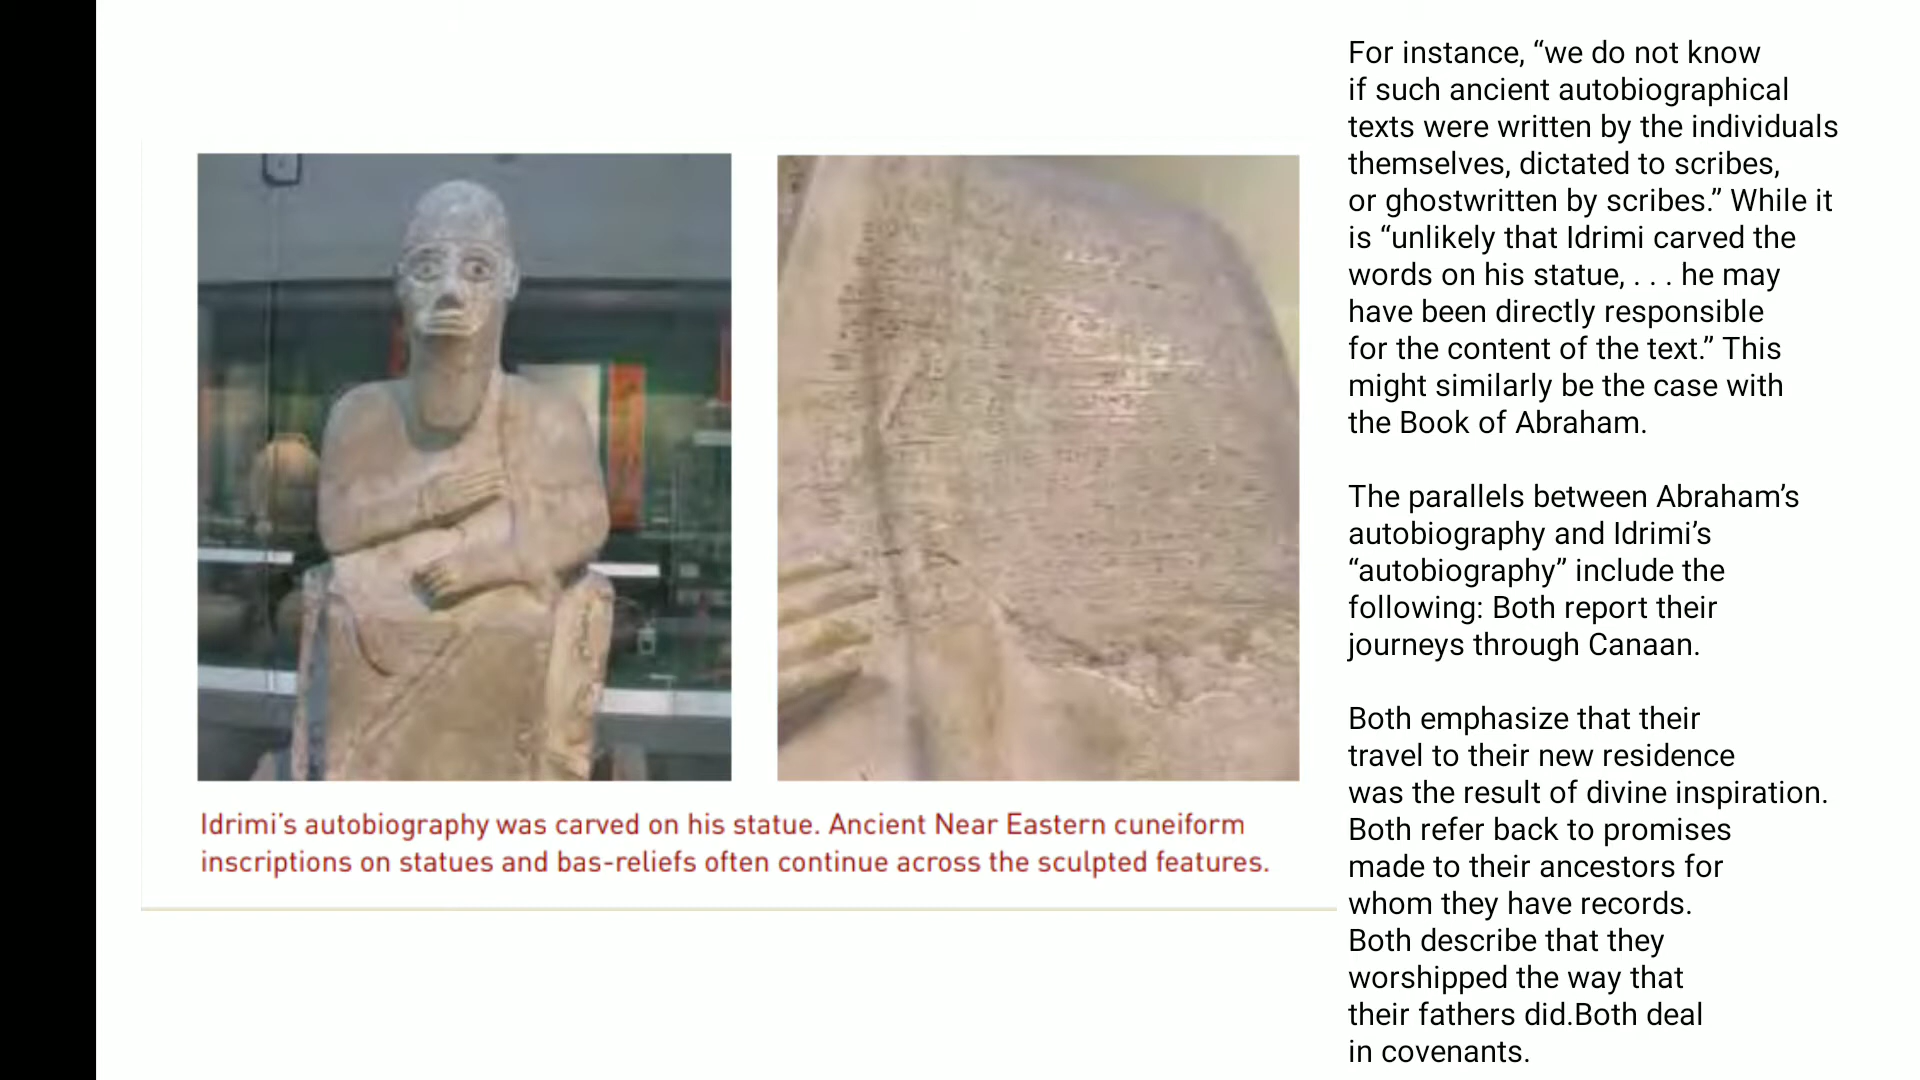 For instance, “we do not know
if such ancient autobiographical
texts were written by the individuals
themselves, dictated to scribes,
or ghostwritten by scribes.” While it
is “unlikely that Idrimi carved the
words on his statue, . . . he may
have been directly responsible
for the content of the text.” This
might similarly be the case with
the Book of Abraham.
The parallels between Abraham’s
autobiography and Idrimi’s
“autobiography” include the
following: Both report their
journeys through Canaan.
Both emphasize that their
travel to their new residence
was the result of divine inspiration.
Both refer back to promises
made to their ancestors for
whom they have records.
Both describe that they
worshipped the way that
their fathers did.Both deal
in covenants.
Idrimi’s autobiography was carved on his statue. Ancient Near Eastern cuneiform
inscriptions on statues and bas-reliefs often continue across the sculpted features.